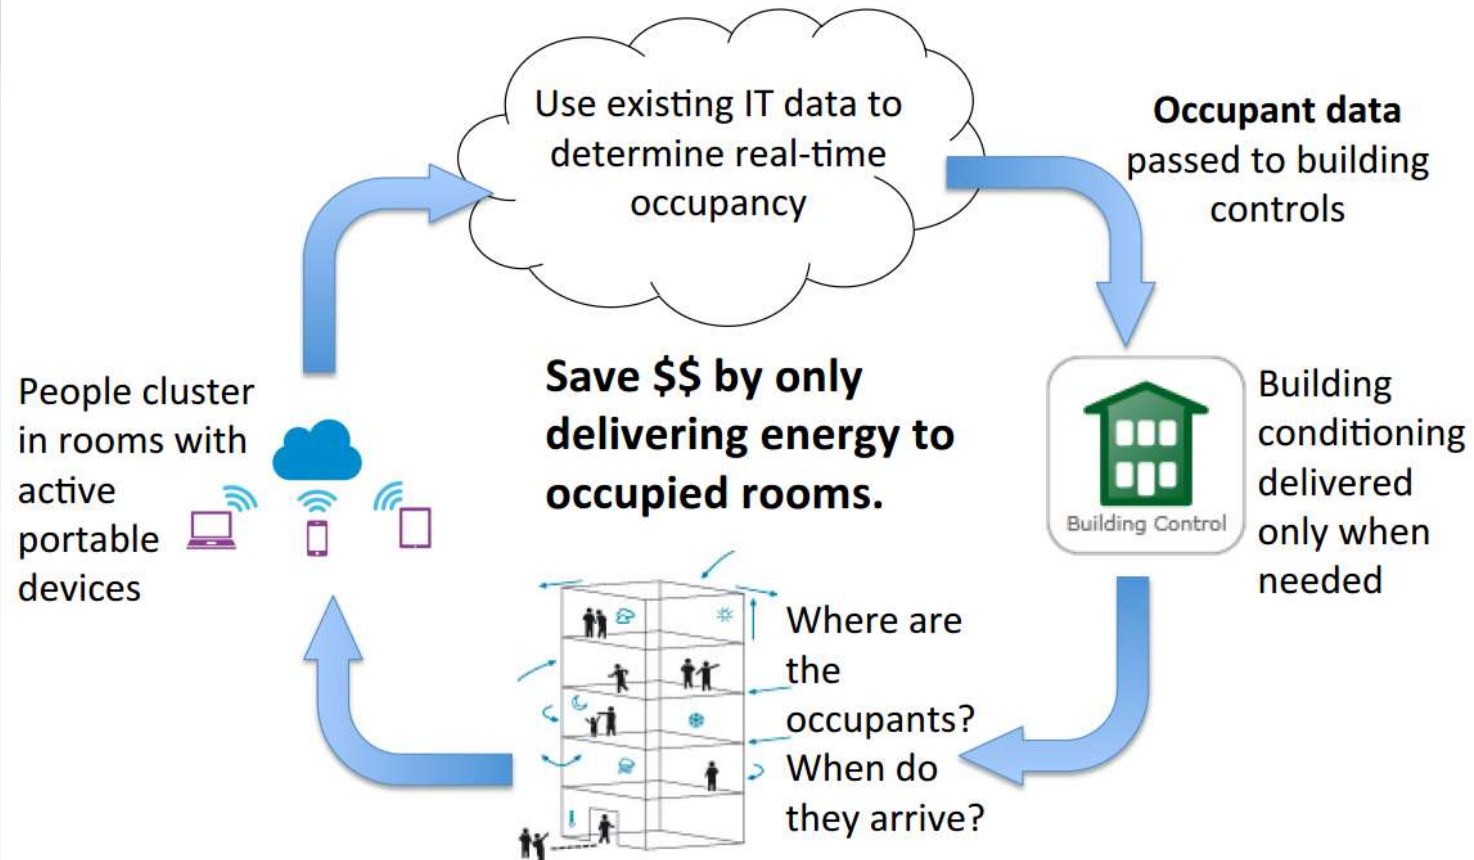 Use existing IT data to
determine real-time
occupancy
Occupant data
passed to building
controls
People cluster
in rooms with
active
portable
devices
Save $$ by only
delivering energy to
occupied rooms.
Building Control
Building
conditioning
delivered
only when
needed
Where are
the
occupants?
When do
they arrive?